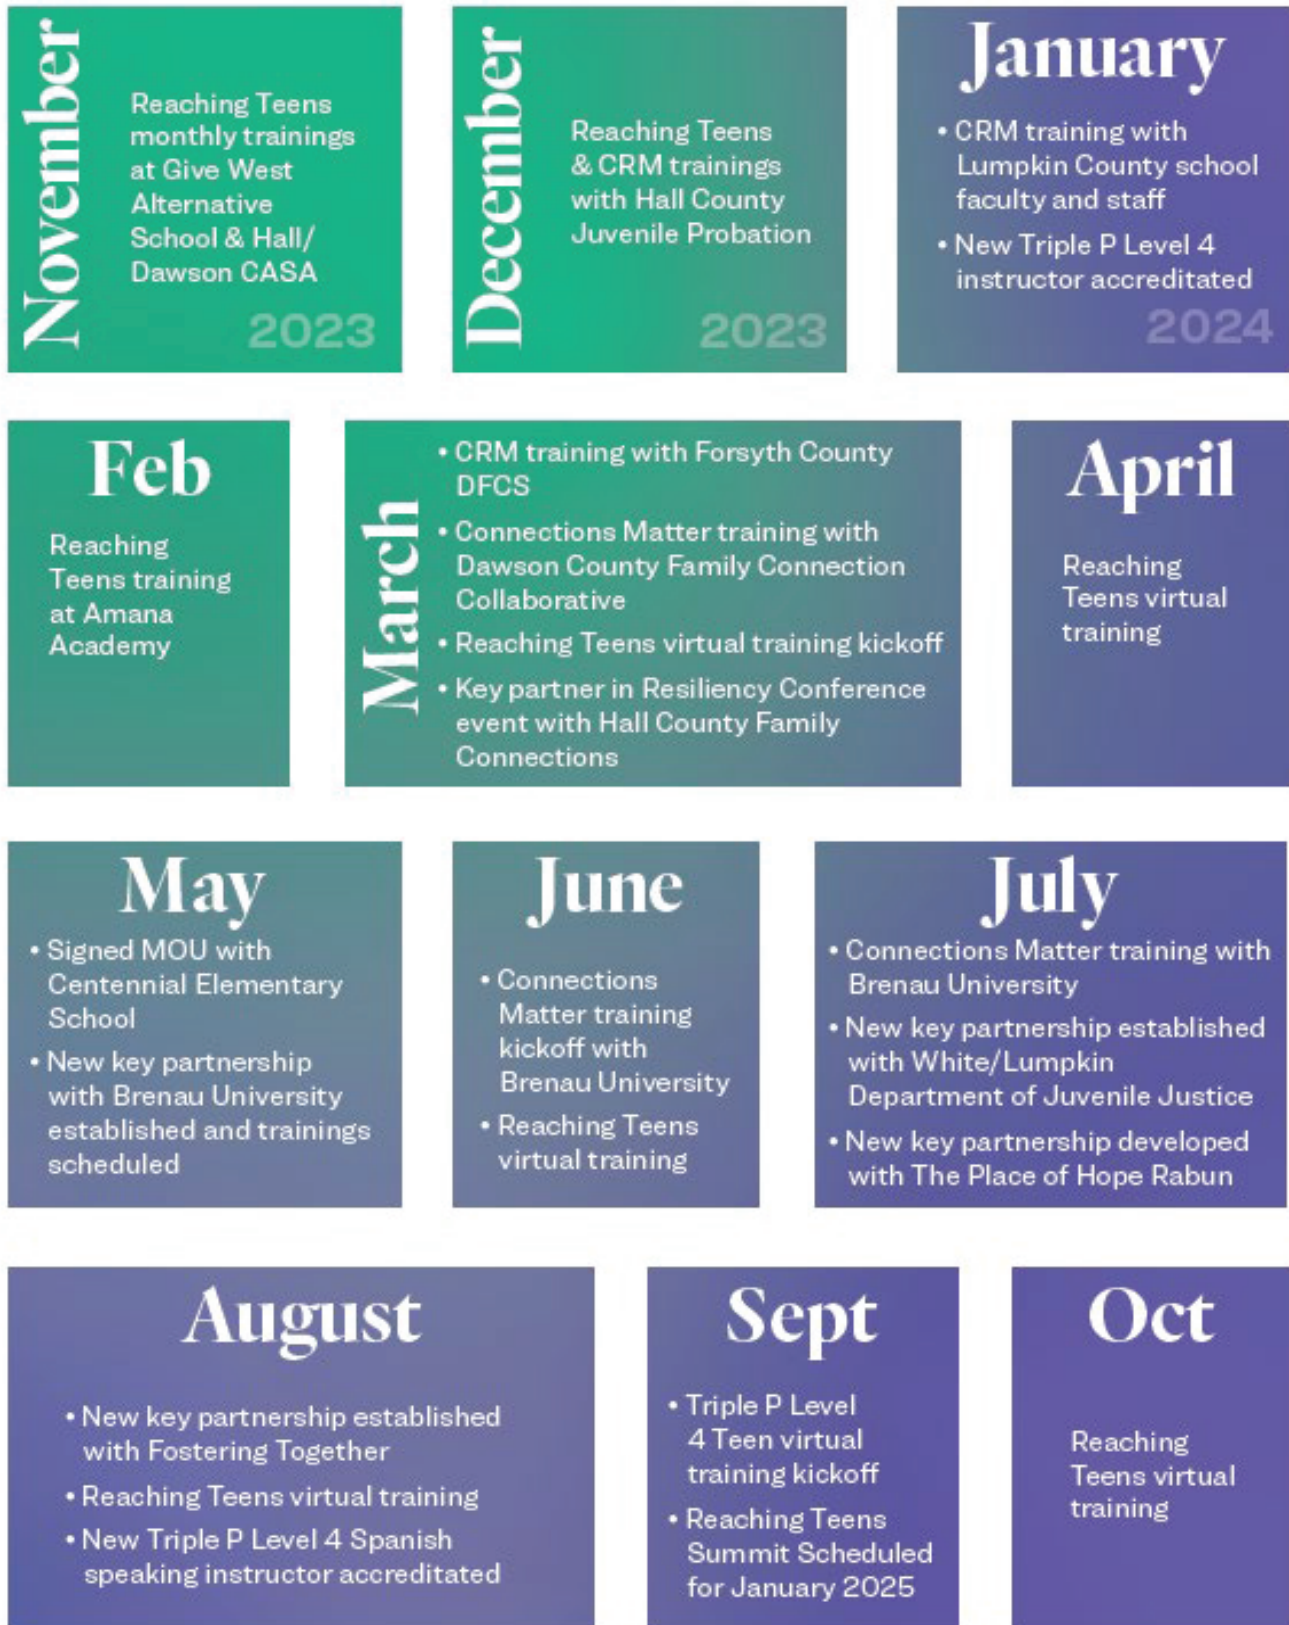 November
Reaching Teens
monthly trainings
at Give West
Alternative
School & Hall/
Dawson CASA
2023
December
Reaching Teens
& CRM trainings
with Hall County
Juvenile Probation
2023
January
• CRM training with
Lumpkin County school
faculty and staff
• New Triple P Level 4
instructor accreditated
2024
Feb
Reaching
Teens training
at Amana
Academy
March
• CRM training with Forsyth County
DFCS
• Connections Matter training with
Dawson County Family Connection
Collaborative
• Reaching Teens virtual training kickoff
• Key partner in Resiliency Conference
event with Hall County Family
Connections
April
Reaching
Teens virtual
training
May
• Signed MOU with
Centennial Elementary
School
• New key partnership
with Brenau University
established and trainings
scheduled
June
• Connections
Matter training
kickoff with
Brenau University
• Reaching Teens
virtual training
July
• Connections Matter training with
Brenau University
• New key partnership established
with White/Lumpkin
Department of Juvenile Justice
• New key partnership developed
with The Place of Hope Rabun
August
• New key partnership established
with Fostering Together
• Reaching Teens virtual training
• New Triple P Level 4 Spanish
speaking instructor accreditated
Sept
• Triple P Level
4 Teen virtual
training kickoff
• Reaching Teens
Summit Scheduled
for January 2025
Oct
Reaching
Teens virtual
training